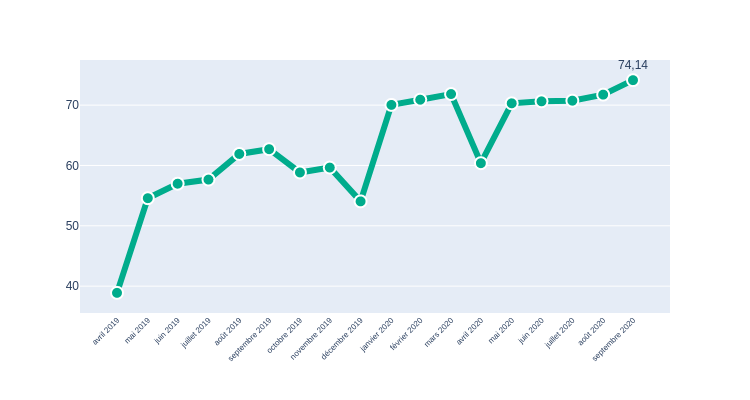 74,14
70
60
50
40
avril 2019
mai 2019
juin 2019
juillet 2019
août 2019
septembre 2019
octobre 2019
novembre 2019
décembre 2019
janvier 2020
février 2020
mars 2020
avril 2020
mai 2020
juin 2020
juillet 2020
août 2020
septembre 2020